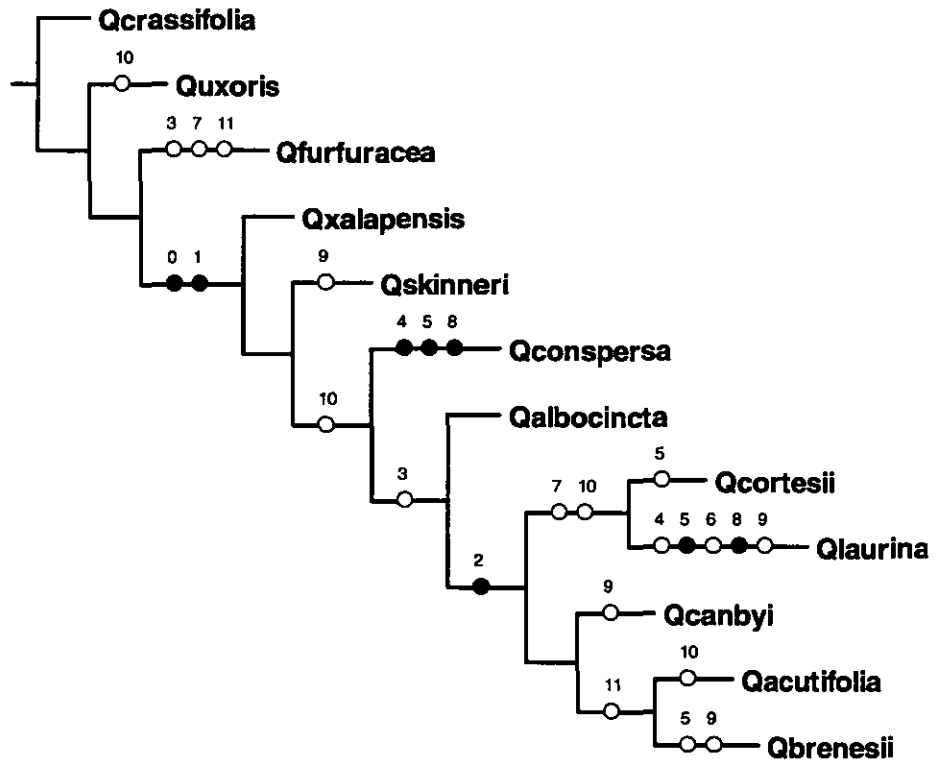 Qcrassifolia
10
Quxoris
3 7 11
Qfurfuracea
Qxalapensis
0 1
9
Qskinneri
4 5 8
Qconspersa
10
Qalbocincta
3
5
Qcortesii
7 10
4 5 6 8 9
Qlaurina
2
9
Qcanbyi
10
Qacutifolia
11
5 9
Qbrenesii